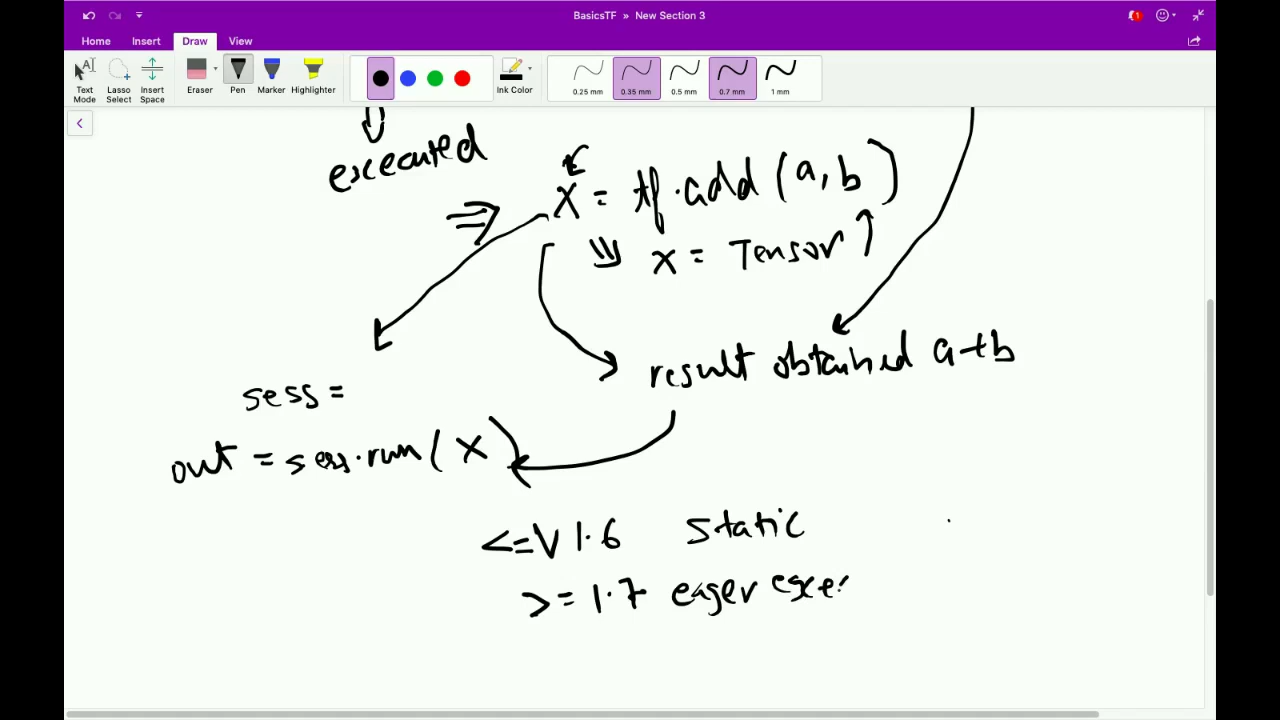 BasicsTF » New Section 3
Home Insert Draw View
Text Mode Lasso Select Insert Space Eraser Pen Marker Highlighter Ink Color 0.25 mm 0.35 mm 0.5 mm 0.7 mm 1 mm
1
executed
X = tf.add (a, b)
X = Tensor
result obtained a+b
sess =
out = sess.run ( X )
<= V 1.6 static
>= 1.7 eager exe